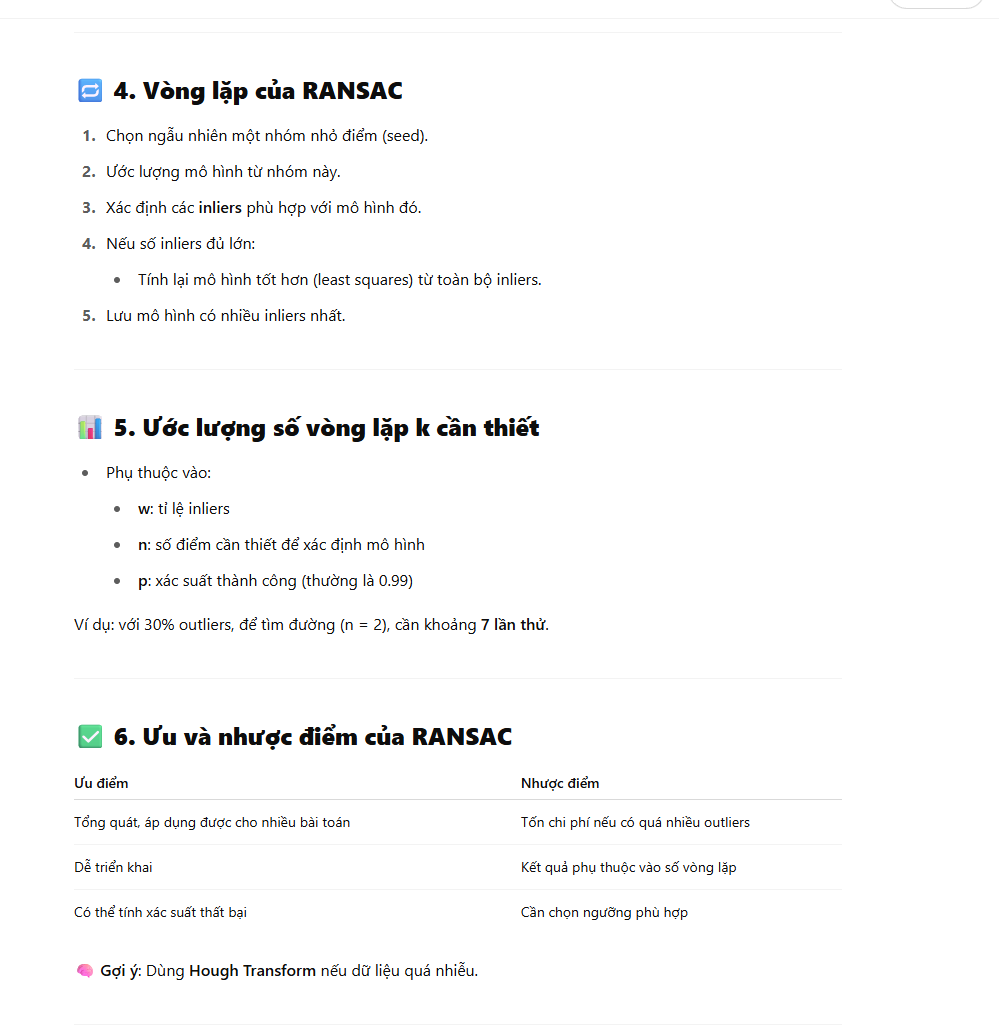 4. Vòng lặp của RANSAC
1. Chọn ngẫu nhiên một nhóm nhỏ điểm (seed).
2. Ước lượng mô hình từ nhóm này.
3. Xác định các inliers phù hợp với mô hình đó.
4. Nếu số inliers đủ lớn:
• Tính lại mô hình tốt hơn (least squares) từ toàn bộ inliers.
5. Lưu mô hình có nhiều inliers nhất.
5. Ước lượng số vòng lặp k cần thiết
• Phụ thuộc vào:
• w: tỉ lệ inliers
• n: số điểm cần thiết để xác định mô hình
• p: xác suất thành công (thường là 0.99)
Ví dụ: với 30% outliers, để tìm đường (n = 2), cần khoảng 7 lần thử.
6. Ưu và nhược điểm của RANSAC
Ưu điểm Nhược điểm
Tổng quát, áp dụng được cho nhiều bài toán Tốn chi phí nếu có quá nhiều outliers
Dễ triển khai Kết quả phụ thuộc vào số vòng lặp
Có thể tính xác suất thất bại Cần chọn ngưỡng phù hợp
Gợi ý: Dùng Hough Transform nếu dữ liệu quá nhiễu.